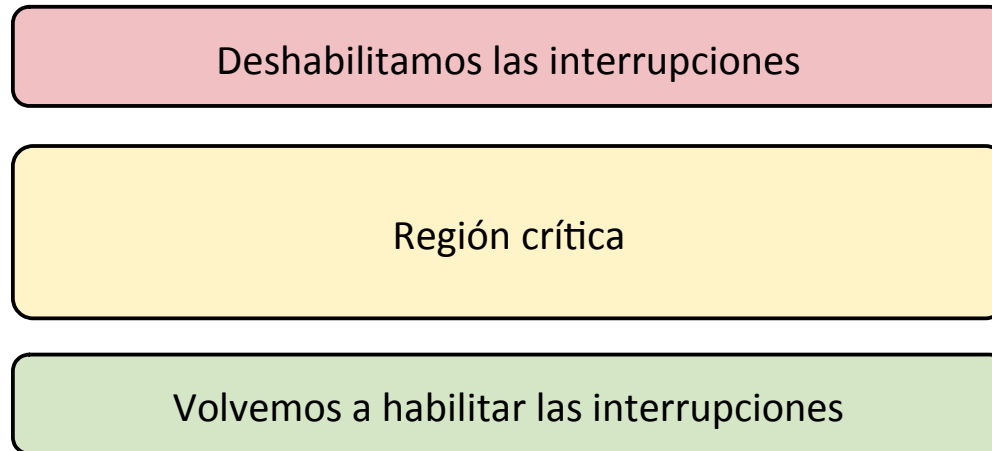 Deshabilitamos las interrupciones
Región crítica
Volvemos a habilitar las interrupciones